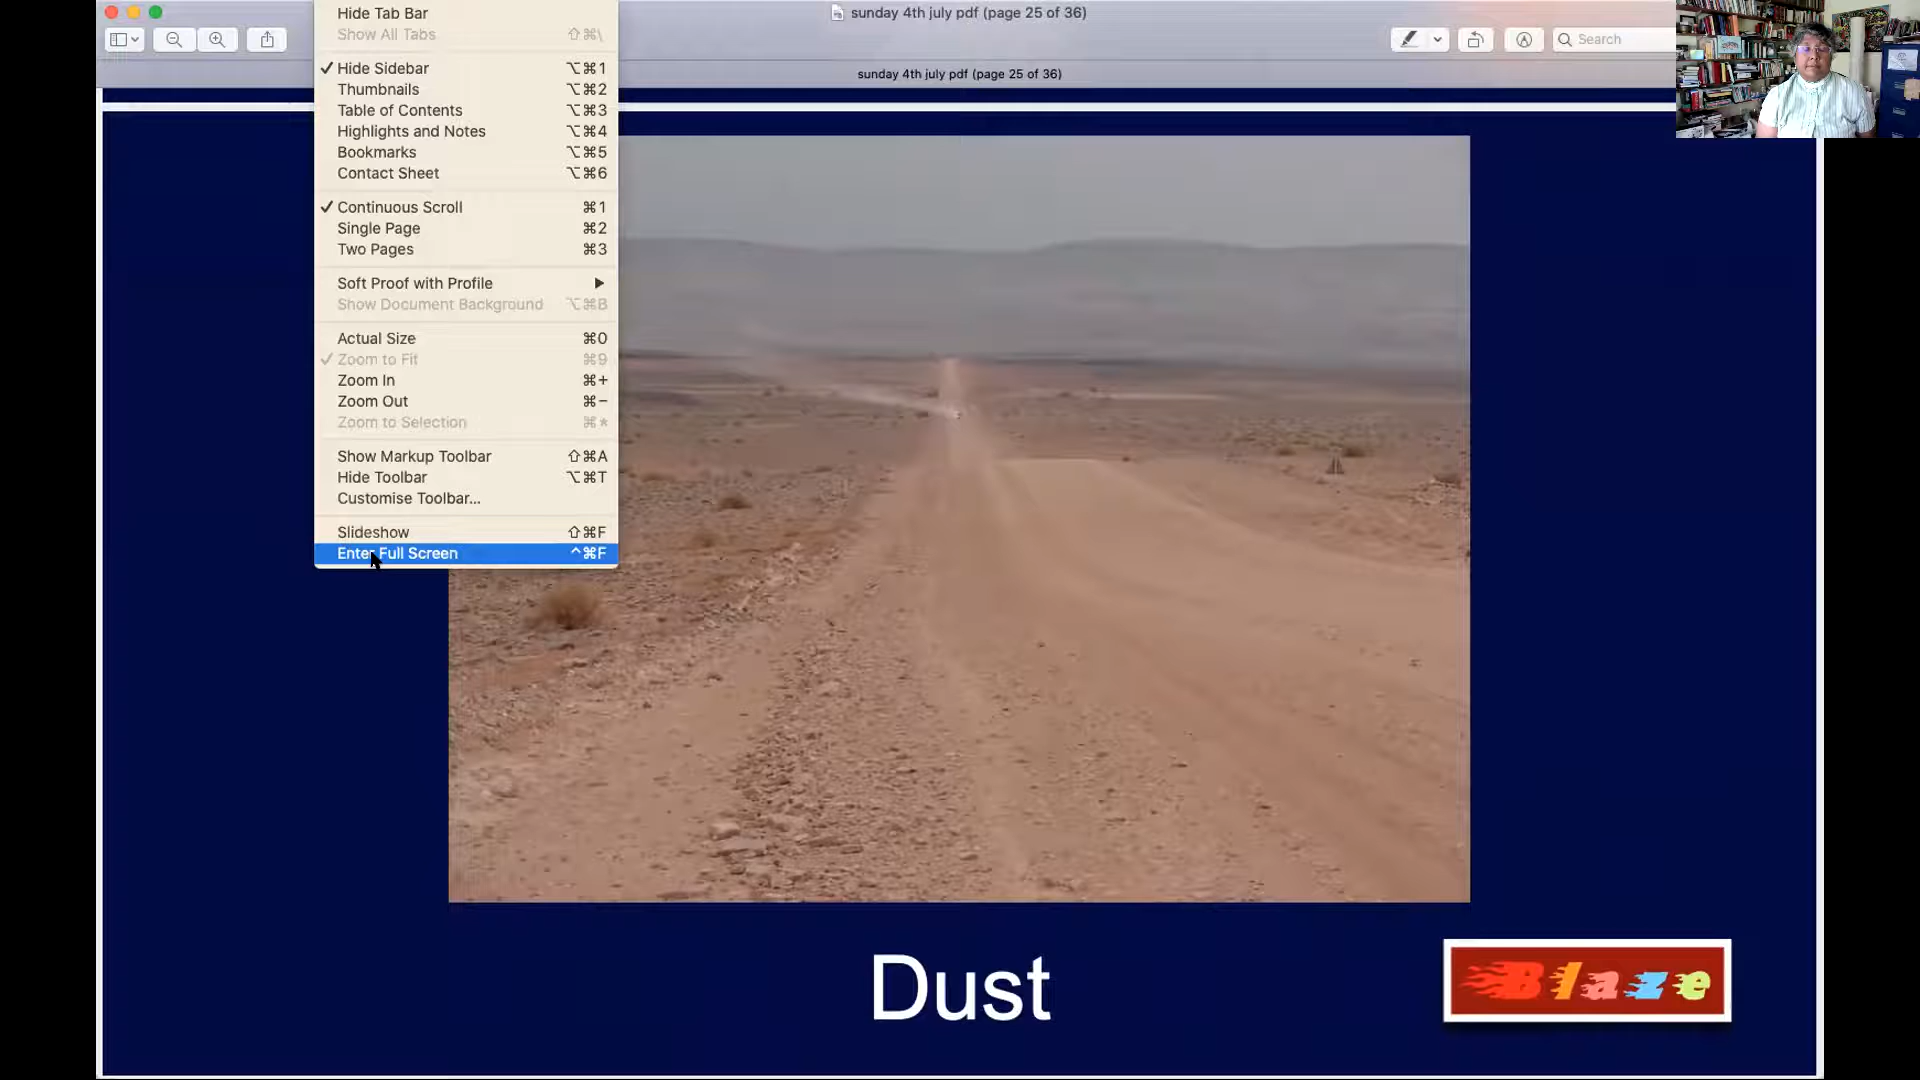 sunday 4th july pdf (page 25 of 36)
Search
sunday 4th july pdf (page 25 of 36)
Hide Tab Bar
Show All Tabs ⇧⌘\
✓ Hide Sidebar ⌥⌘1
Thumbnails ⌥⌘2
Table of Contents ⌥⌘3
Highlights and Notes ⌥⌘4
Bookmarks ⌥⌘5
Contact Sheet ⌥⌘6
✓ Continuous Scroll ⌘1
Single Page ⌘2
Two Pages ⌘3
Soft Proof with Profile ▶
Show Document Background ⌥⌘B
Actual Size ⌘0
✓ Zoom to Fit ⌘9
Zoom In ⌘+
Zoom Out ⌘−
Zoom to Selection ⌘*
Show Markup Toolbar ⇧⌘A
Hide Toolbar ⌥⌘T
Customise Toolbar...
Slideshow ⇧⌘F
Enter Full Screen ^⌘F
Dust
Blaze